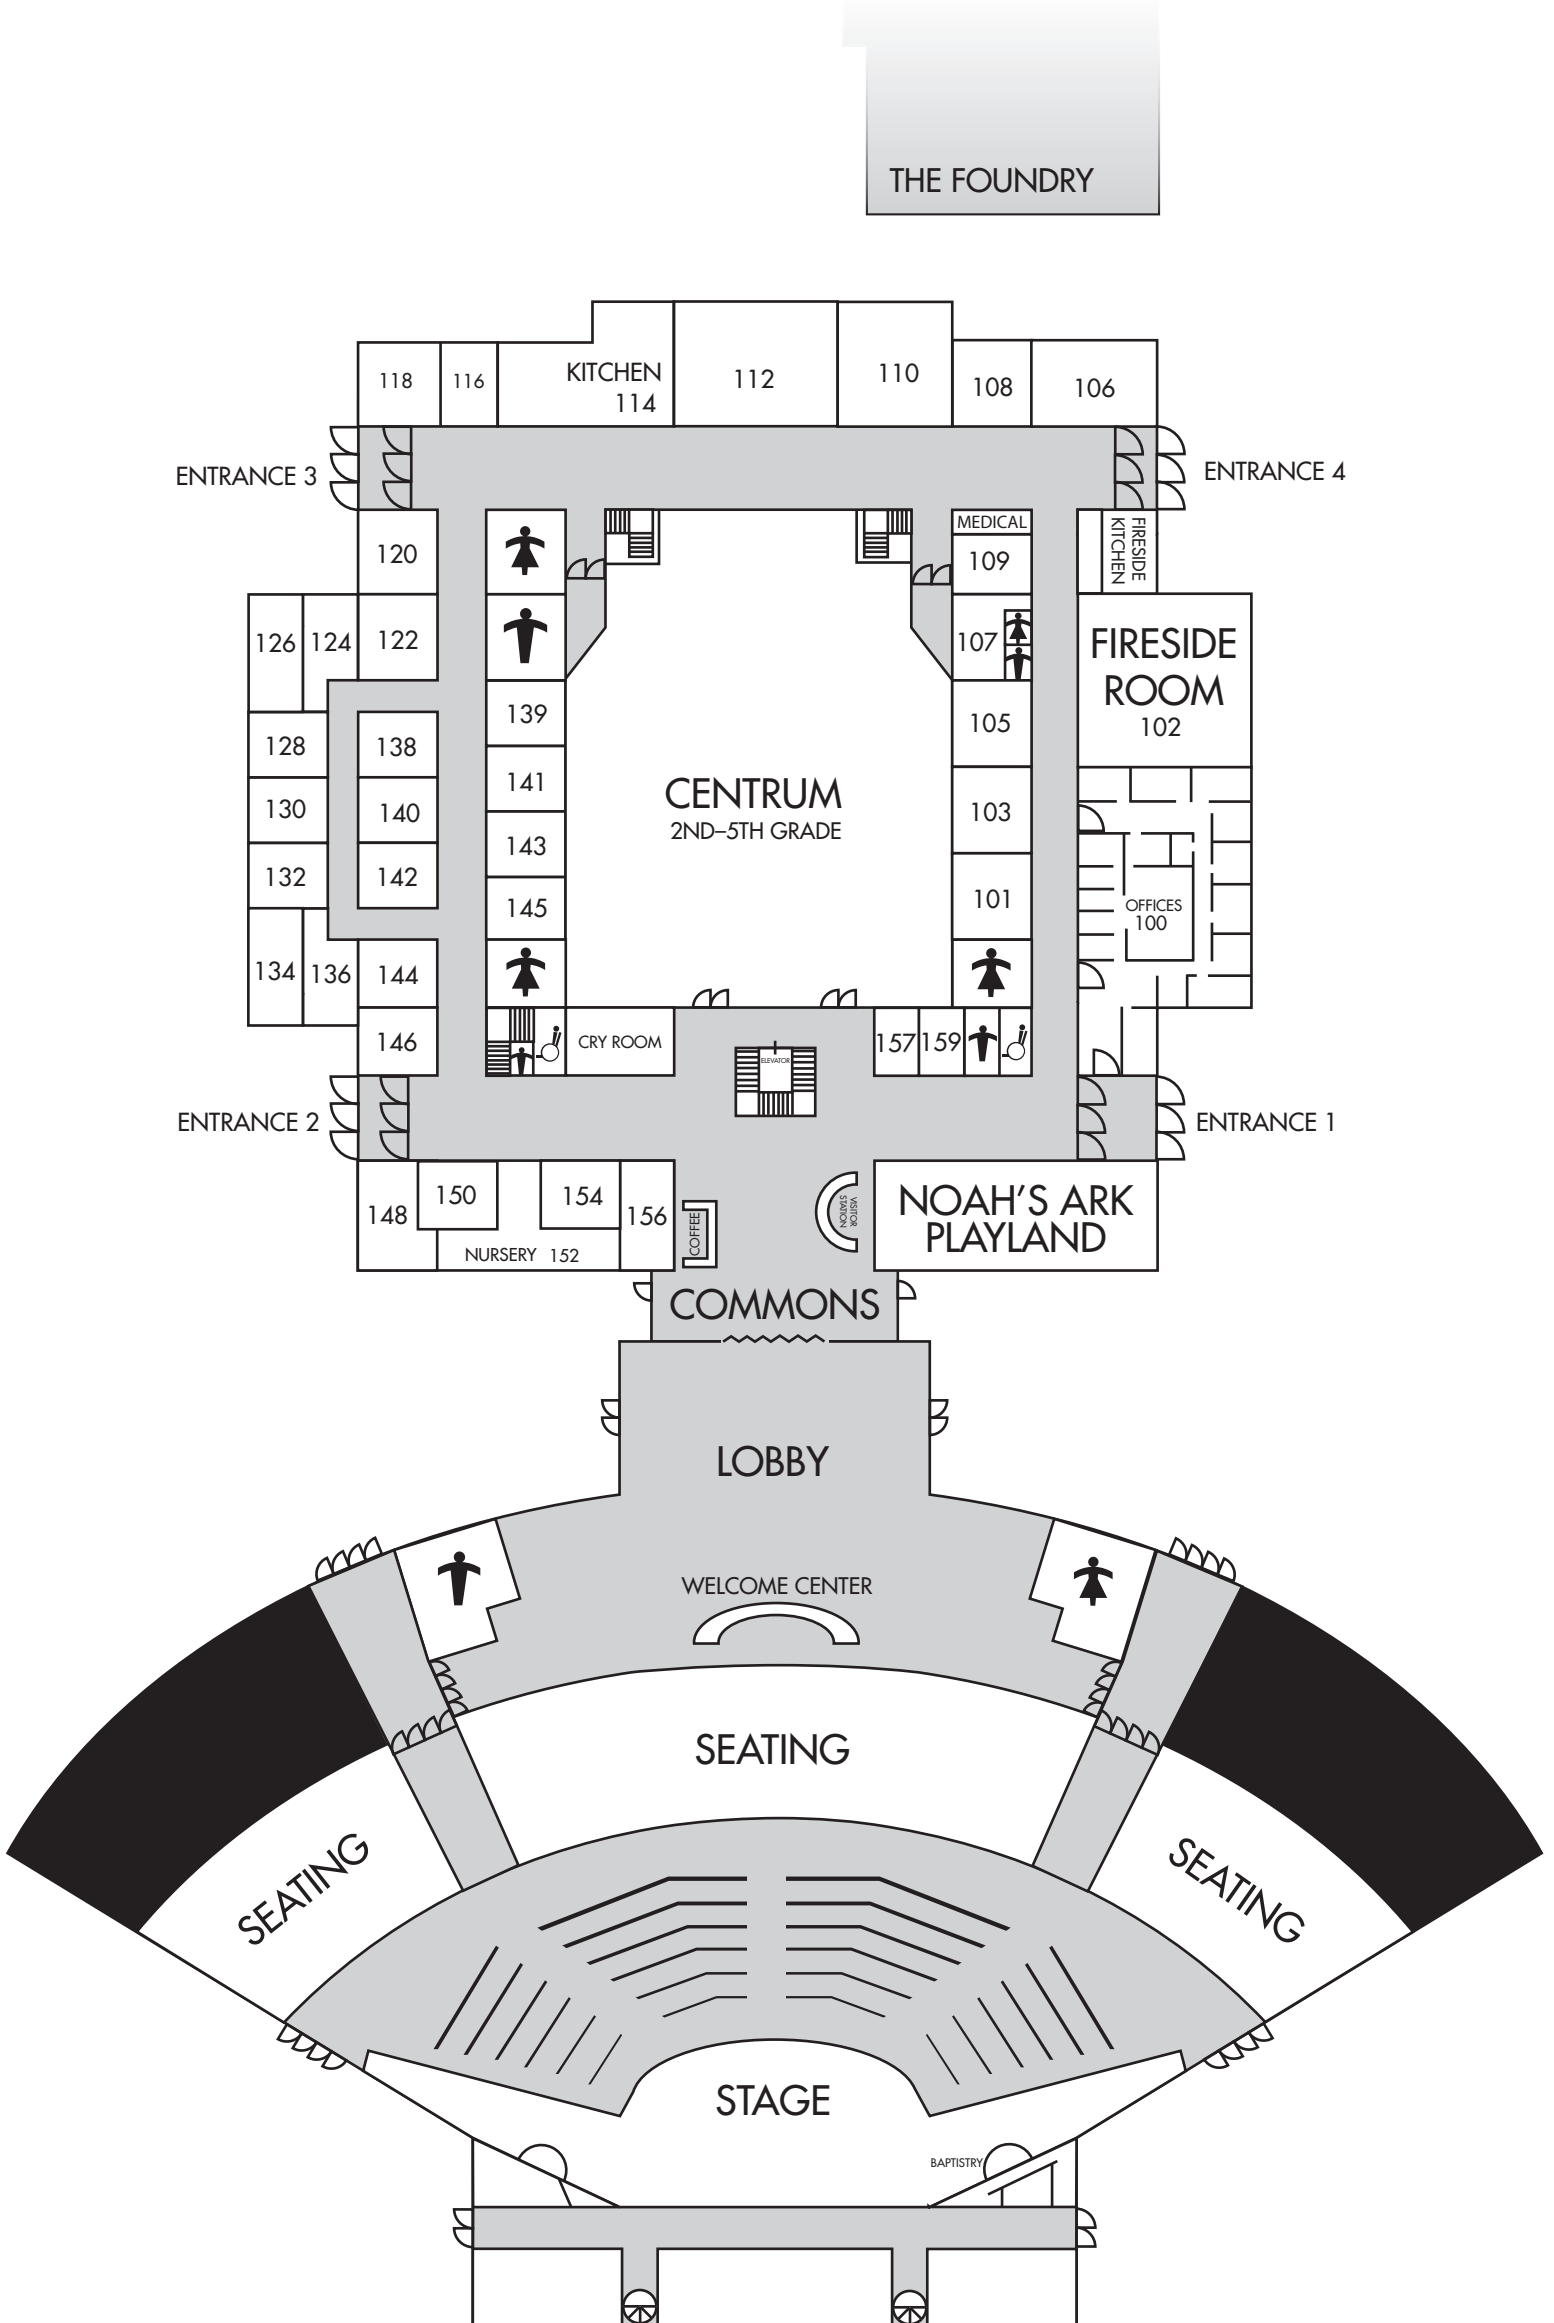 THE FOUNDRY
118
116
KITCHEN
114
112
110
108
106
ENTRANCE 3
ENTRANCE 4
MEDICAL
FIRESIDE
KITCHEN
120
109
126
124
122
107
FIRESIDE
ROOM
102
139
105
128
138
141
CENTRUM
2ND–5TH GRADE
103
130
140
143
132
142
145
101
OFFICES
100
134
136
144
146
CRY ROOM
ELEVATOR
157
159
ENTRANCE 2
ENTRANCE 1
148
150
154
156
NURSERY 152
COFFEE
VISITOR
STATION
NOAH'S ARK
PLAYLAND
COMMONS
LOBBY
WELCOME CENTER
SEATING
SEATING
SEATING
STAGE
BAPTISTRY